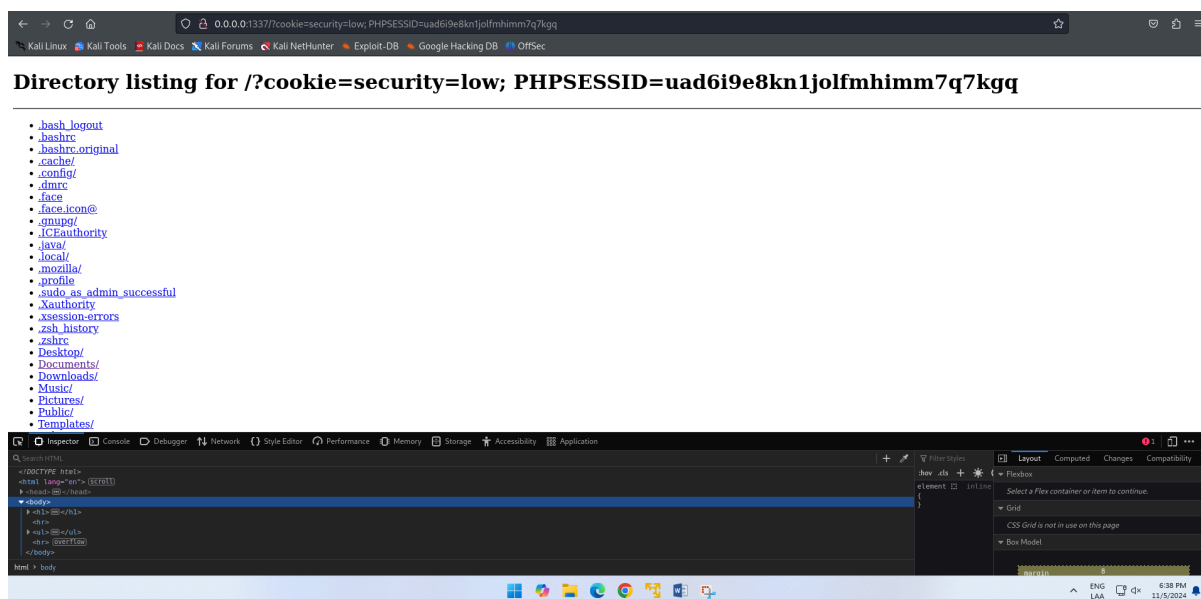 0.0.0.0:1337/?cookie=security=low; PHPSESSID=uad6i9e8kn1jolfmhimm7q7kgq
Kali Linux Kali Tools Kali Docs Kali Forums Kali NetHunter Exploit-DB Google Hacking DB OffSec
Directory listing for /?cookie=security=low; PHPSESSID=uad6i9e8kn1jolfmhimm7q7kgq
• .bash_logout
• .bashrc
• .bashrc.original
• .cache/
• .config/
• .dmrc
• .face
• .face.icon@
• .gnupg/
• .ICEauthority
• .java/
• .local/
• .mozilla/
• .profile
• .sudo_as_admin_successful
• .Xauthority
• .xsession-errors
• .zsh_history
• .zshrc
• Desktop/
• Documents/
• Downloads/
• Music/
• Pictures/
• Public/
• Templates/
Inspector Console Debugger Network {} Style Editor Performance Memory Storage Accessibility Application 1
Search HTML Filter Styles Layout Computed Changes Compatibility
<!DOCTYPE html> :hov .cls Flexbox
<html lang="en"> scroll element inline
<head></head> { Select a Flex container or item to continue.
<body> } Grid
<h1></h1> CSS Grid is not in use on this page
<hr> Box Model
<ul></ul>
<hr> overflow
</body>
html > body margin 8
ENG 6:38 PM
LAA 11/5/2024